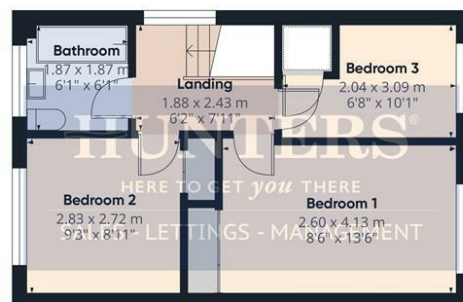 Bathroom
1.87 x 1.87 m
6'1" x 6'1"
Landing
1.88 x 2.43 m
6'2" x 7'11"
Bedroom 3
2.04 x 3.09 m
6'8" x 10'1"
HUNTERS®
HERE TO GET you THERE
SALES - LETTINGS - MANAGEMENT
Bedroom 2
2.83 x 2.72 m
9'3" x 8'11"
Bedroom 1
2.60 x 4.13 m
8'6" x 13'6"